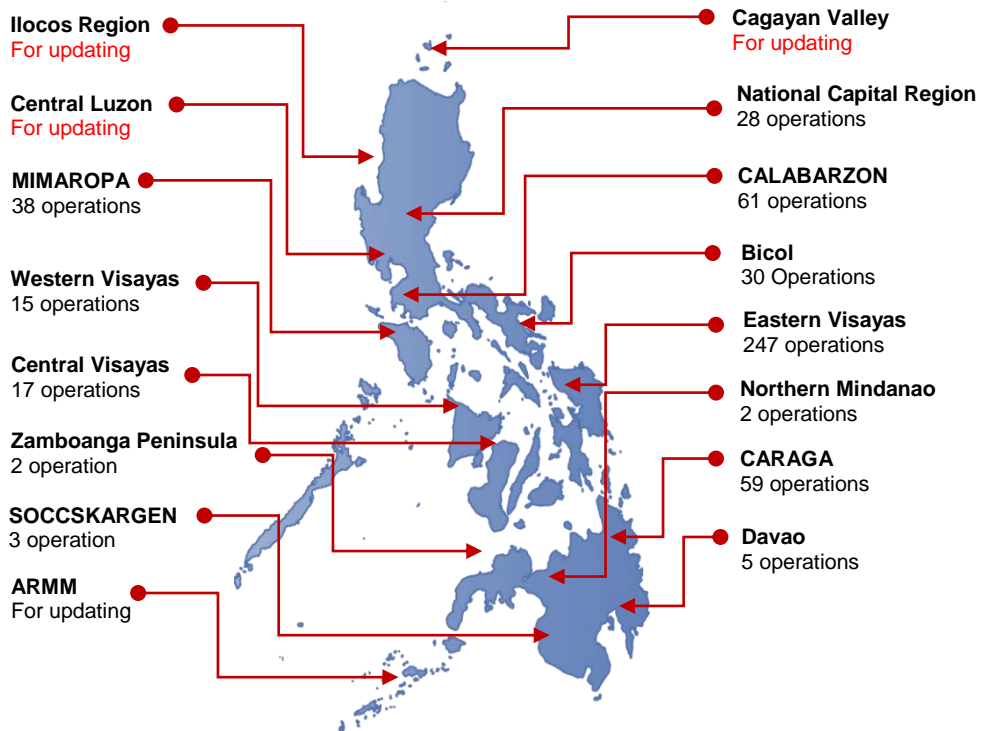 Ilocos Region
For updating
Central Luzon
For updating
MIMAROPA
38 operations
Western Visayas
15 operations
Central Visayas
17 operations
Zamboanga Peninsula
2 operation
SOCCSKARGEN
3 operation
ARMM
For updating
Cagayan Valley
For updating
National Capital Region
28 operations
CALABARZON
61 operations
Bicol
30 Operations
Eastern Visayas
247 operations
Northern Mindanao
2 operations
CARAGA
59 operations
Davao
5 operations